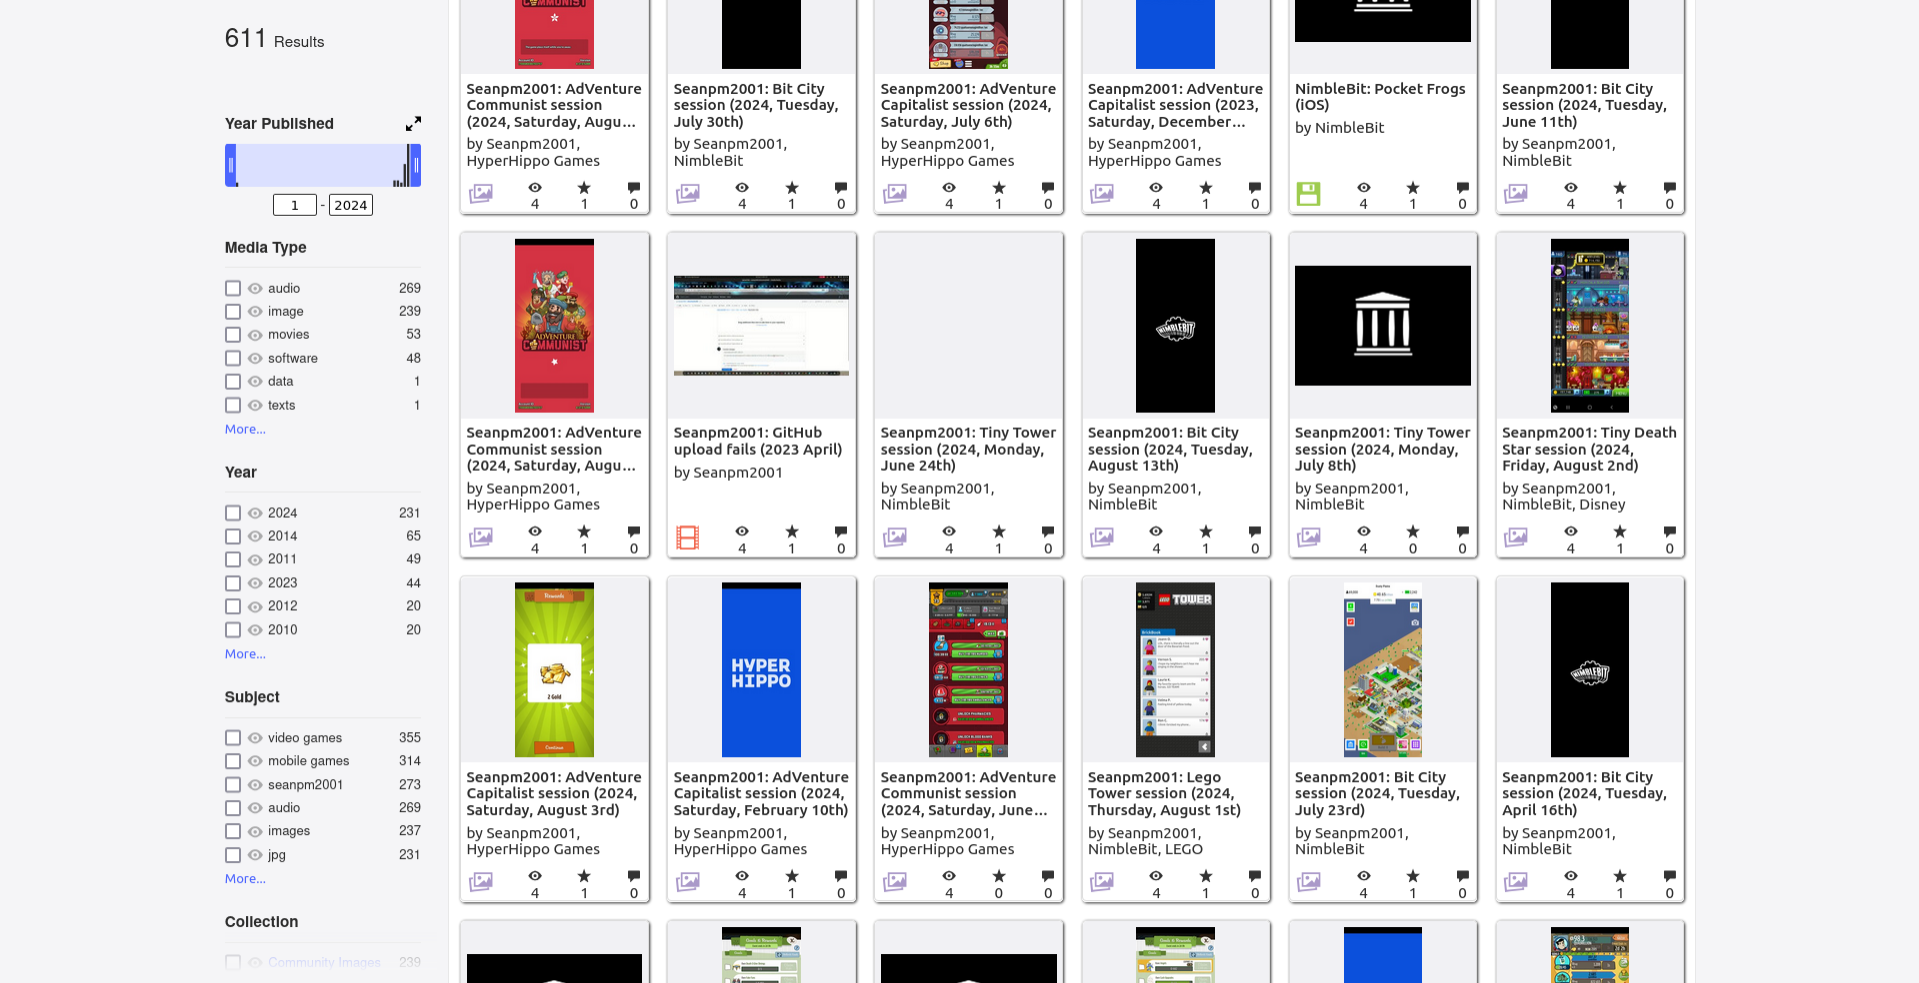 611 Results
Year Published
1 - 2024
Media Type
audio 269
image 239
movies 53
software 48
data 1
texts 1
More...
Year
2024 231
2014 65
2011 49
2023 44
2012 20
2010 20
More...
Subject
video games 355
mobile games 314
seanpm2001 273
audio 269
images 237
jpg 231
More...
Collection
Community Images 239
Seanpm2001: AdVenture
Communist session
(2024, Saturday, Augu...
by Seanpm2001,
HyperHippo Games
4 1 0
Seanpm2001: Bit City
session (2024, Tuesday,
July 30th)
by Seanpm2001,
NimbleBit
4 1 0
Seanpm2001: AdVenture
Capitalist session (2024,
Saturday, July 6th)
by Seanpm2001,
HyperHippo Games
4 1 0
Seanpm2001: AdVenture
Capitalist session (2023,
Saturday, December...
by Seanpm2001,
HyperHippo Games
4 1 0
NimbleBit: Pocket Frogs
(iOS)
by NimbleBit
4 1 0
Seanpm2001: Bit City
session (2024, Tuesday,
June 11th)
by Seanpm2001,
NimbleBit
4 1 0
ADVENTURE
COMMUNIST
Seanpm2001: AdVenture
Communist session
(2024, Saturday, Augu...
by Seanpm2001,
HyperHippo Games
4 1 0
Seanpm2001: GitHub
upload fails (2023 April)
by Seanpm2001
4 1 0
Seanpm2001: Tiny Tower
session (2024, Monday,
June 24th)
by Seanpm2001,
NimbleBit
4 1 0
NIMBLEBIT
Seanpm2001: Bit City
session (2024, Tuesday,
August 13th)
by Seanpm2001,
NimbleBit
4 1 0
Seanpm2001: Tiny Tower
session (2024, Monday,
July 8th)
by Seanpm2001,
NimbleBit
4 0 0
Seanpm2001: Tiny Death
Star session (2024,
Friday, August 2nd)
by Seanpm2001,
NimbleBit, Disney
4 1 0
Rewards
2 Gold
Continue
Seanpm2001: AdVenture
Capitalist session (2024,
Saturday, August 3rd)
by Seanpm2001,
HyperHippo Games
4 1 0
HYPER
HIPPO
Seanpm2001: AdVenture
Capitalist session (2024,
Saturday, February 10th)
by Seanpm2001,
HyperHippo Games
4 1 0
Seanpm2001: AdVenture
Communist session
(2024, Saturday, June...
by Seanpm2001,
HyperHippo Games
4 0 0
LEGO TOWER
Seanpm2001: Lego
Tower session (2024,
Thursday, August 1st)
by Seanpm2001,
NimbleBit, LEGO
4 1 0
Seanpm2001: Bit City
session (2024, Tuesday,
July 23rd)
by Seanpm2001,
NimbleBit
4 1 0
NIMBLEBIT
Seanpm2001: Bit City
session (2024, Tuesday,
April 16th)
by Seanpm2001,
NimbleBit
4 1 0